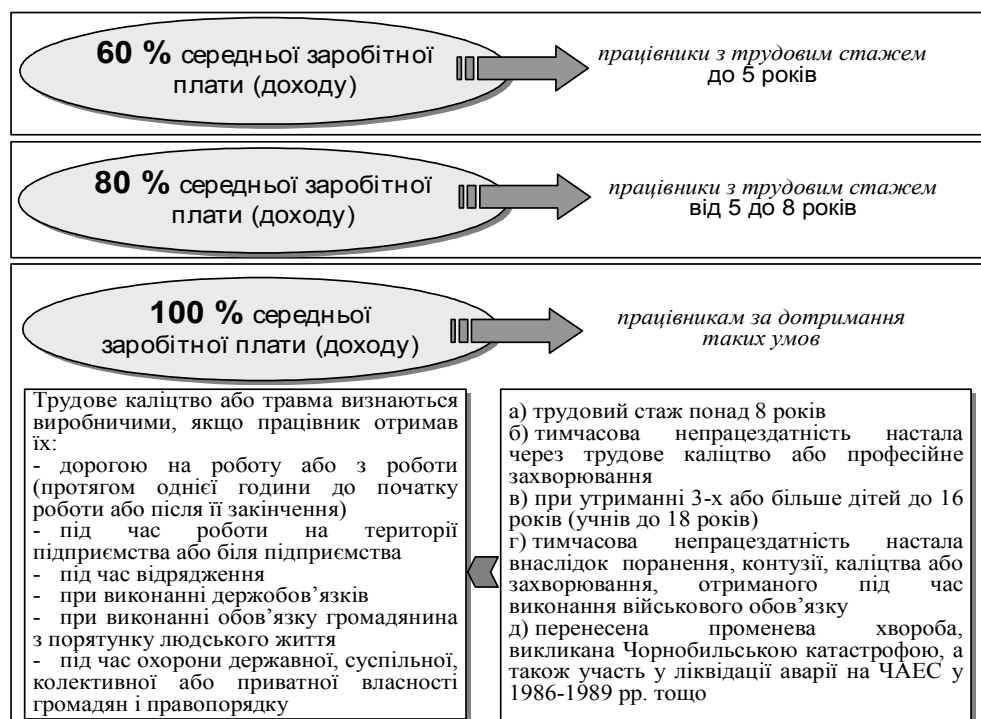 60 % середньої заробітної
плати (доходу)
працівники з трудовим стажем
до 5 років
80 % середньої заробітної
плати (доходу)
працівники з трудовим стажем
від 5 до 8 років
100 % середньої
заробітної плати (доходу)
працівникам за дотримання
таких умов
Трудове каліцтво або травма визнаються
виробничими, якщо працівник отримав
їх:
- дорогою на роботу або з роботи
(протягом однієї години до початку
роботи або після її закінчення)
- під час роботи на території
підприємства або біля підприємства
- під час відрядження
- при виконанні держобов’язків
- при виконанні обов’язку громадянина
з порятунку людського життя
- під час охорони державної, суспільної,
колективної або приватної власності
громадян і правопорядку
а) трудовий стаж понад 8 років
б) тимчасова непрацездатність настала
через трудове каліцтво або професійне
захворювання
в) при утриманні 3-х або більше дітей до 16
років (учнів до 18 років)
г) тимчасова непрацездатність настала
внаслідок поранення, контузії, каліцтва або
захворювання, отриманого під час
виконання військового обов’язку
д) перенесена променева хвороба,
викликана Чорнобильською катастрофою, а
також участь у ліквідації аварії на ЧАЕС у
1986-1989 рр. тощо